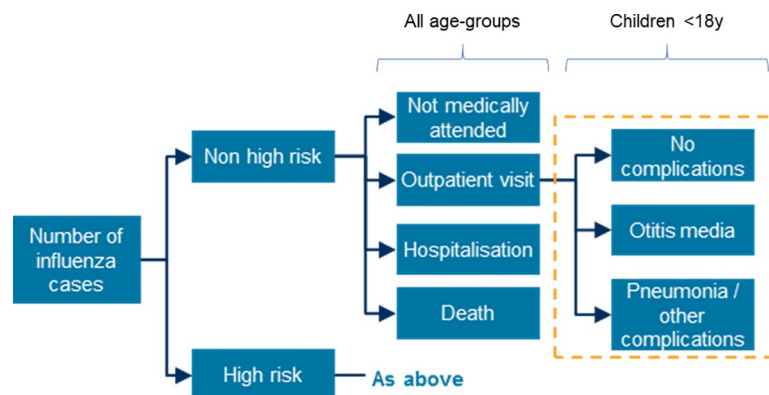 All age-groups
Children <18y
Not medically
attended
Non high risk
Outpatient visit
No
complications
Number of
influenza
cases
Hospitalisation
Otitis media
Death
Pneumonia /
other
complications
High risk
As above